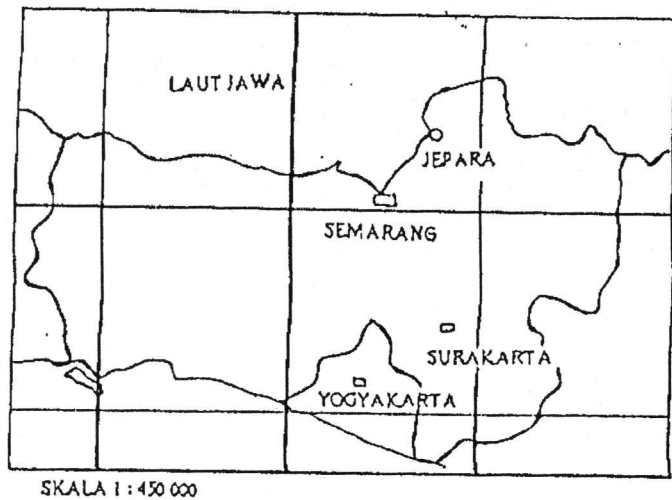 LAUT JAWA
JEPARA
SEMARANG
SURAKARTA
YOGYAKARTA
SKALA 1 : 450 000